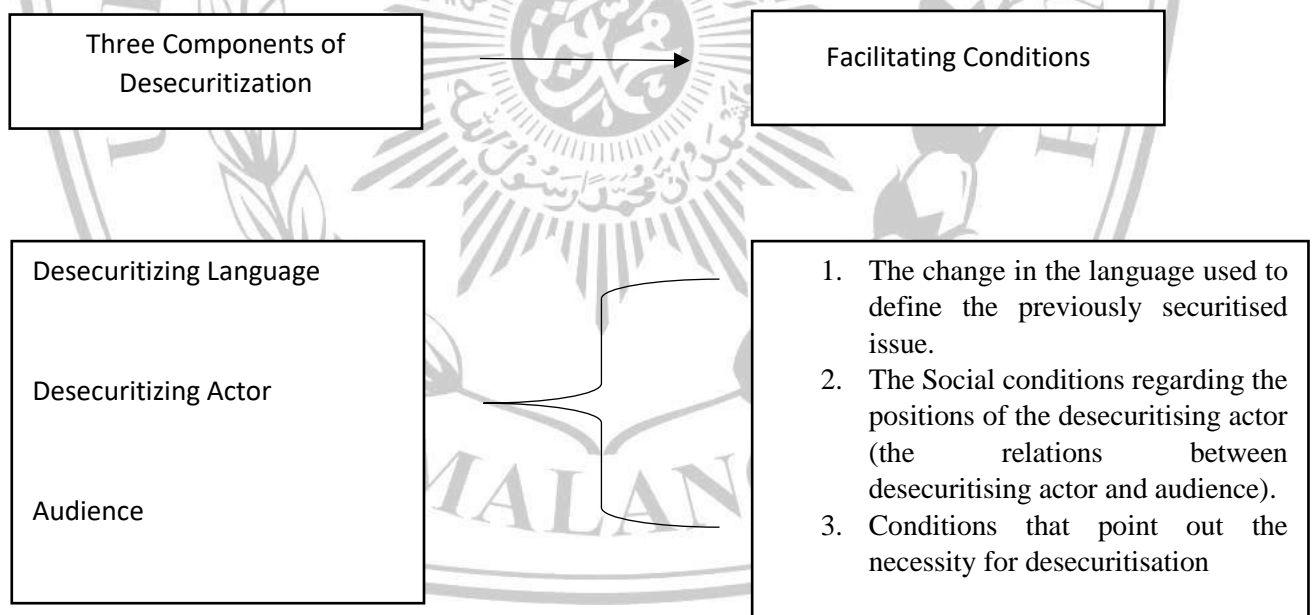 Three Components of
Desecuritization
Facilitating Conditions
Desecuritizing Language
Desecuritizing Actor
Audience
1. The change in the language used to
define the previously securitised
issue.
2. The Social conditions regarding the
positions of the desecuritising actor
(the relations between
desecuritising actor and audience).
3. Conditions that point out the
necessity for desecuritisation
MALAN